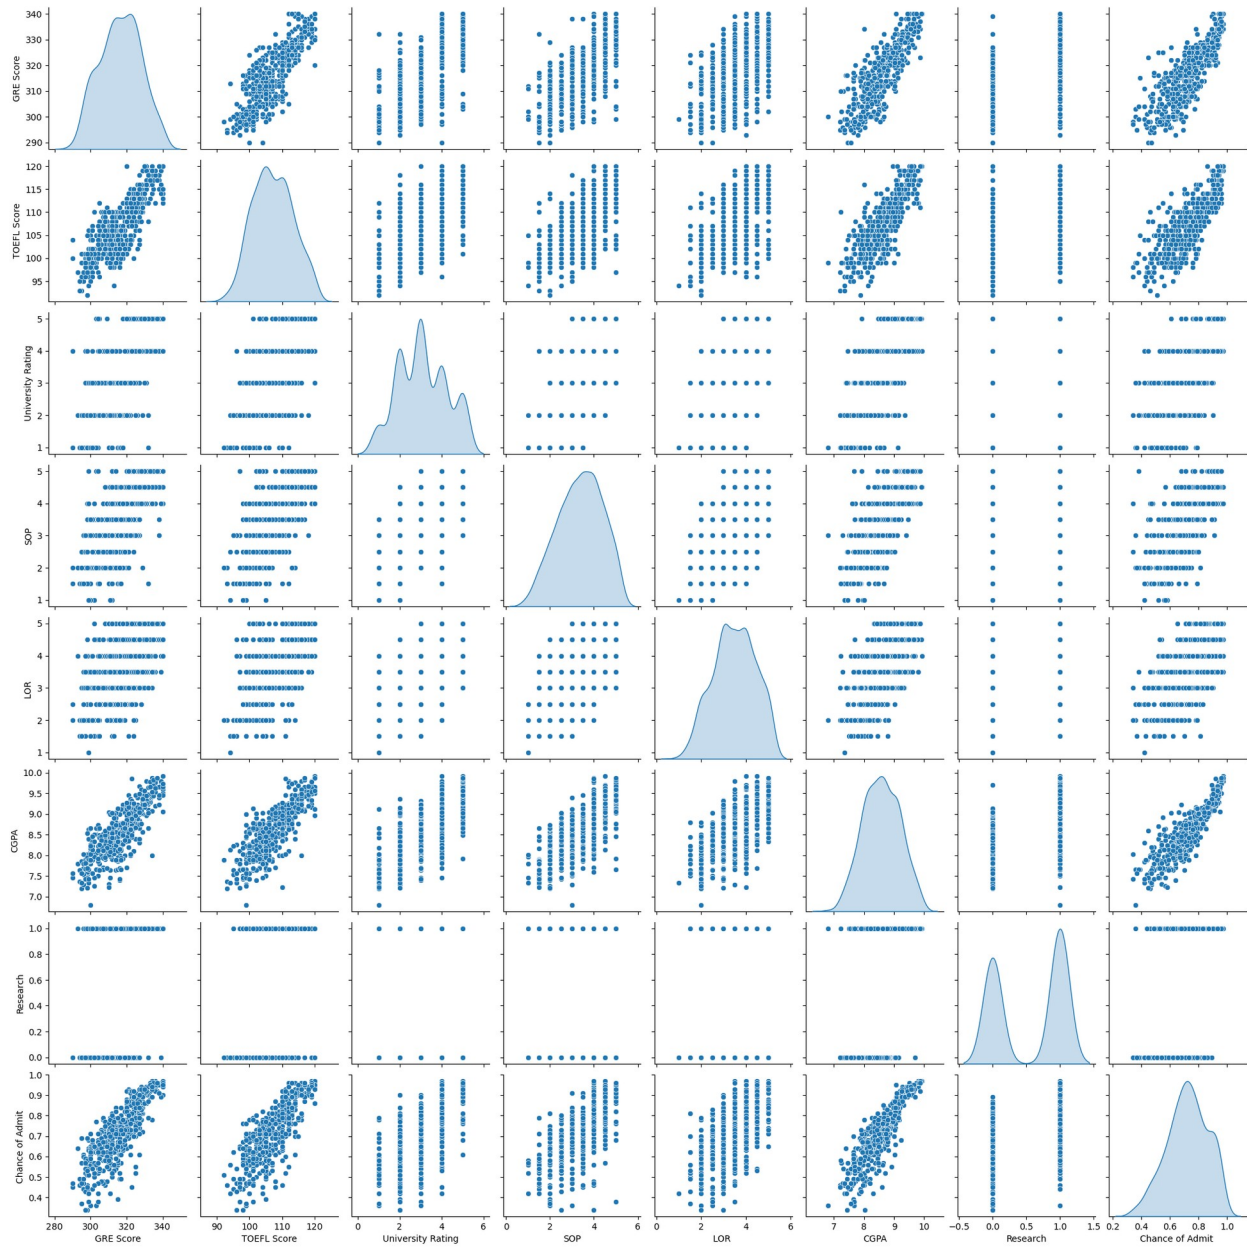 340
330
320
310
300
290
GRE Score
120
115
110
105
100
95
TOEFL Score
5
4
3
2
1
University Rating
5
4
3
2
1
SOP
5
4
3
2
1
LOR
10.0
9.5
9.0
8.5
8.0
7.5
7.0
CGPA
1.0
0.8
0.6
0.4
0.2
0.0
Research
1.0
0.9
0.8
0.7
0.6
0.5
0.4
Chance of Admit
280 300 320 340
GRE Score
90 100 110 120
TOEFL Score
0 2 4 6
University Rating
0 2 4 6
SOP
0 2 4 6
LOR
7 8 9 10
CGPA
−0.5 0.0 0.5 1.0 1.5
Research
0.2 0.4 0.6 0.8 1.0
Chance of Admit